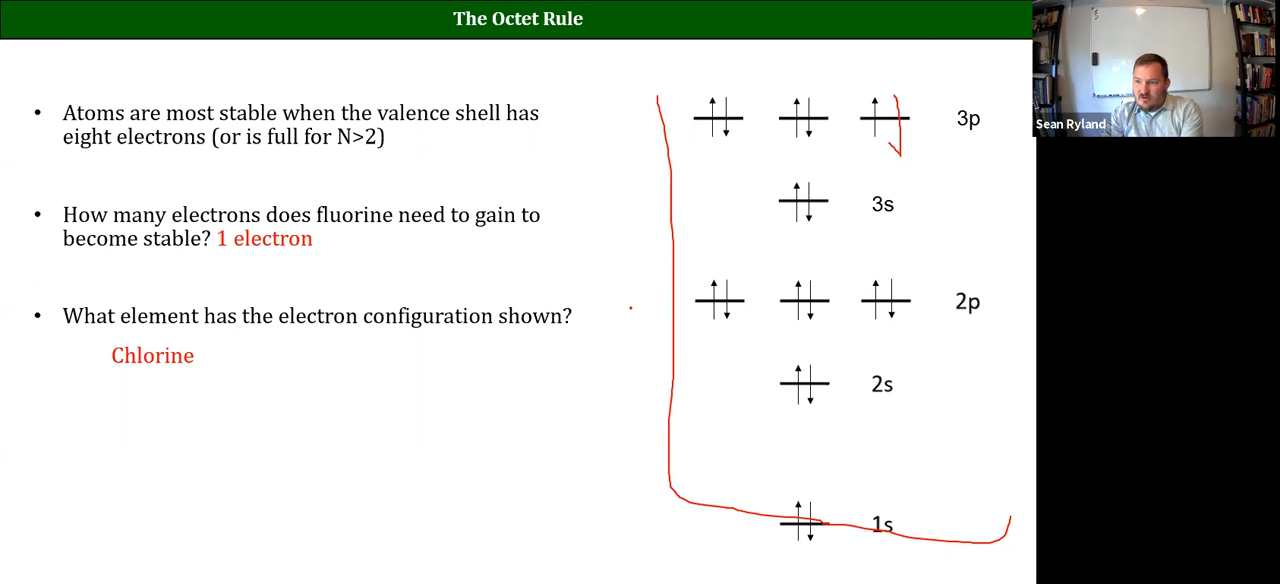 The Octet Rule
• Atoms are most stable when the valence shell has
eight electrons (or is full for N>2)
• How many electrons does fluorine need to gain to
become stable? 1 electron
• What element has the electron configuration shown?
Chlorine
3p
3s
2p
2s
1s
Sean Ryland